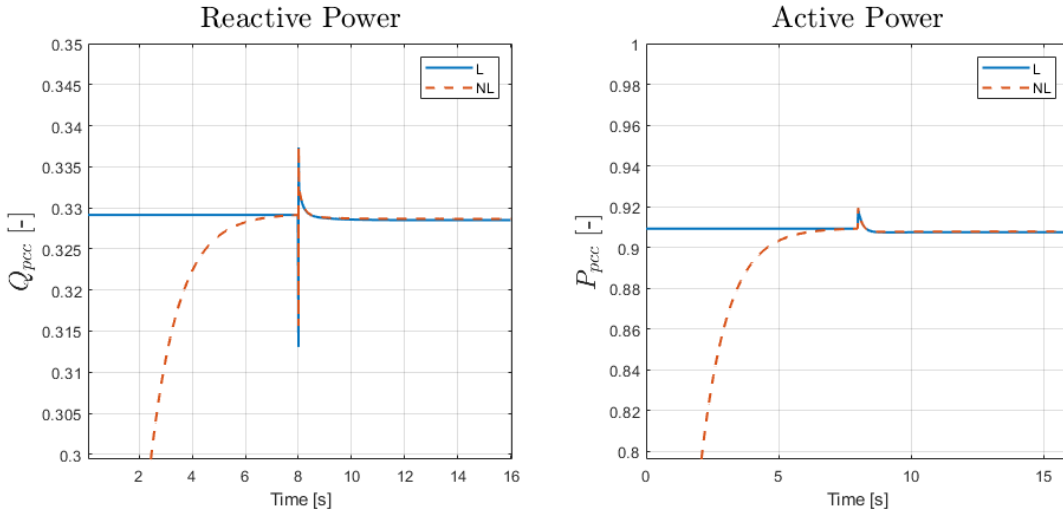 Reactive Power
0.35
0.345
0.34
0.335
0.33
0.325
0.32
0.315
0.31
0.305
0.3
Q_pcc [-]
L
NL
2 4 6 8 10 12 14 16
Time [s]
Active Power
1
0.98
0.96
0.94
0.92
0.9
0.88
0.86
0.84
0.82
0.8
P_pcc [-]
L
NL
0 5 10 15
Time [s]